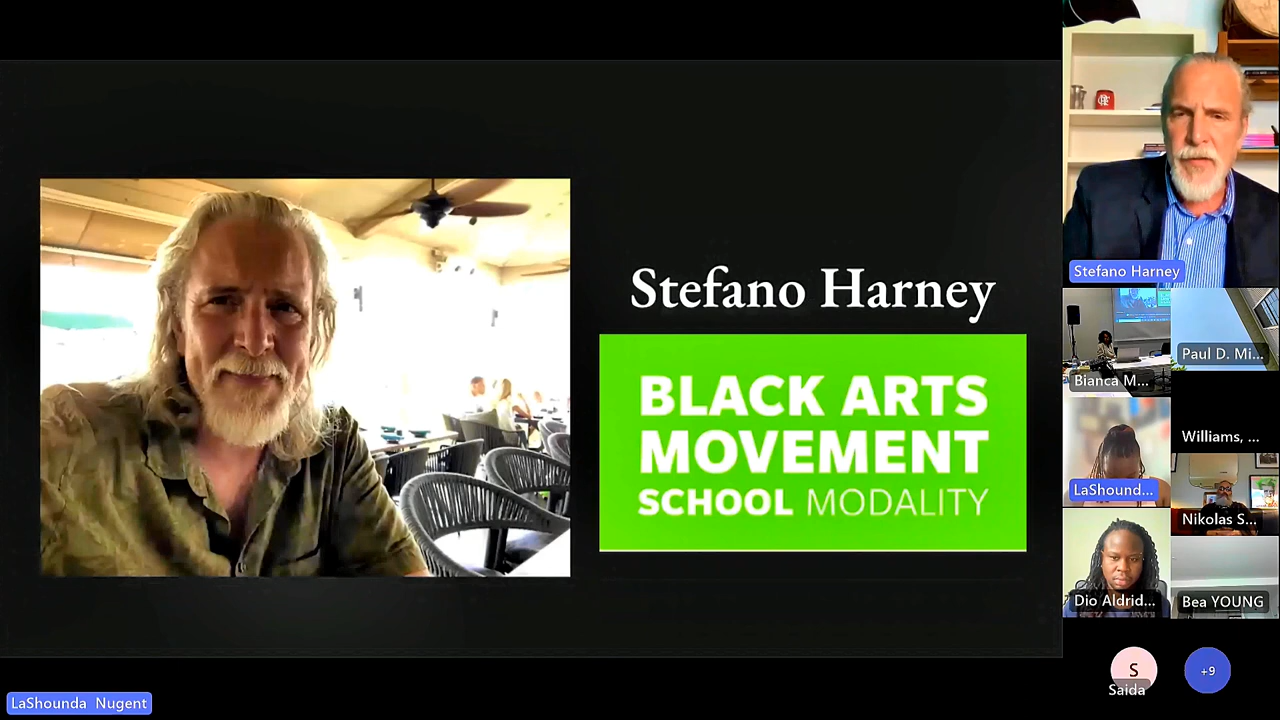 Stefano Harney
BLACK ARTS
MOVEMENT
SCHOOL MODALITY
Stefano Harney
Bianca M...
Paul D. Mi...
Williams, ...
LaShound...
Nikolas S...
Dio Aldrid...
Bea YOUNG
S
Saida
+9
LaShounda Nugent